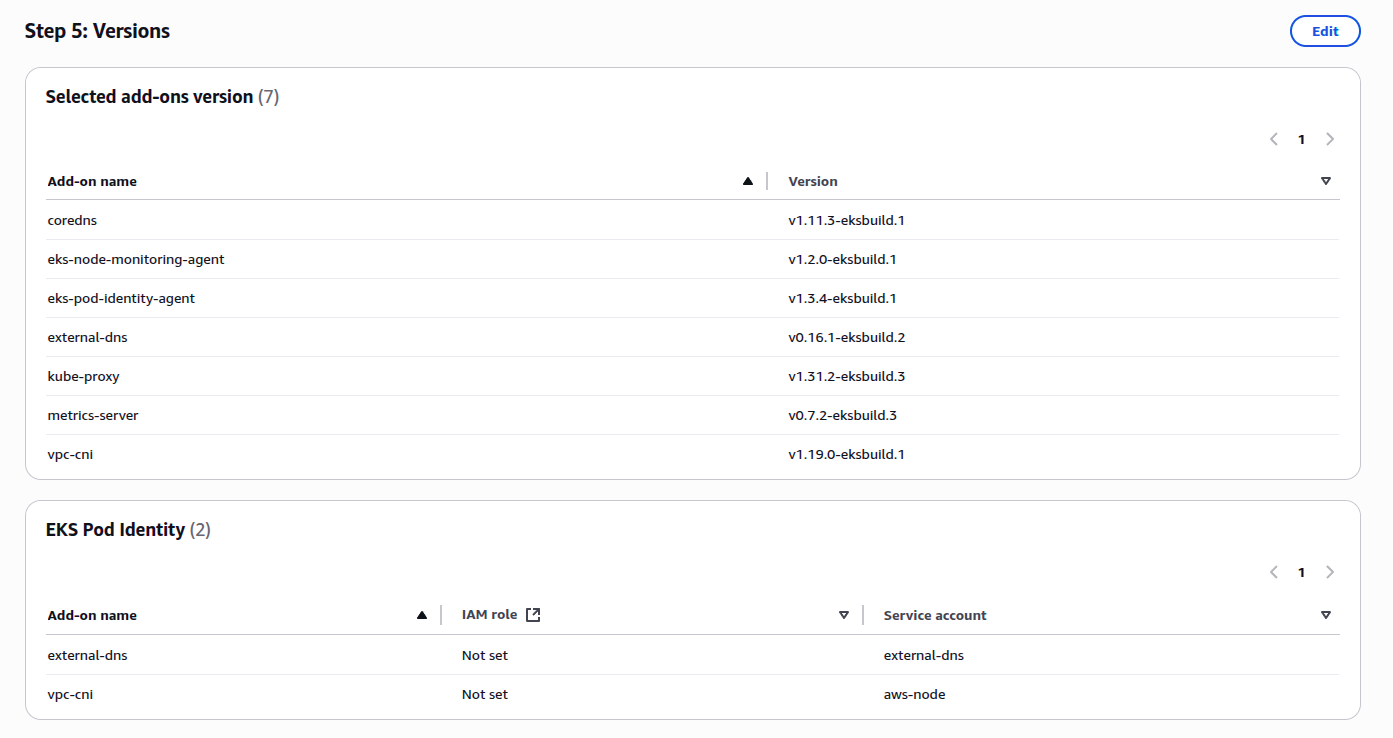 Step 5: Versions
Edit
Selected add-ons version (7)
1
Add-on name Version
coredns v1.11.3-eksbuild.1
eks-node-monitoring-agent v1.2.0-eksbuild.1
eks-pod-identity-agent v1.3.4-eksbuild.1
external-dns v0.16.1-eksbuild.2
kube-proxy v1.31.2-eksbuild.3
metrics-server v0.7.2-eksbuild.3
vpc-cni v1.19.0-eksbuild.1
EKS Pod Identity (2)
1
Add-on name IAM role Service account
external-dns Not set external-dns
vpc-cni Not set aws-node